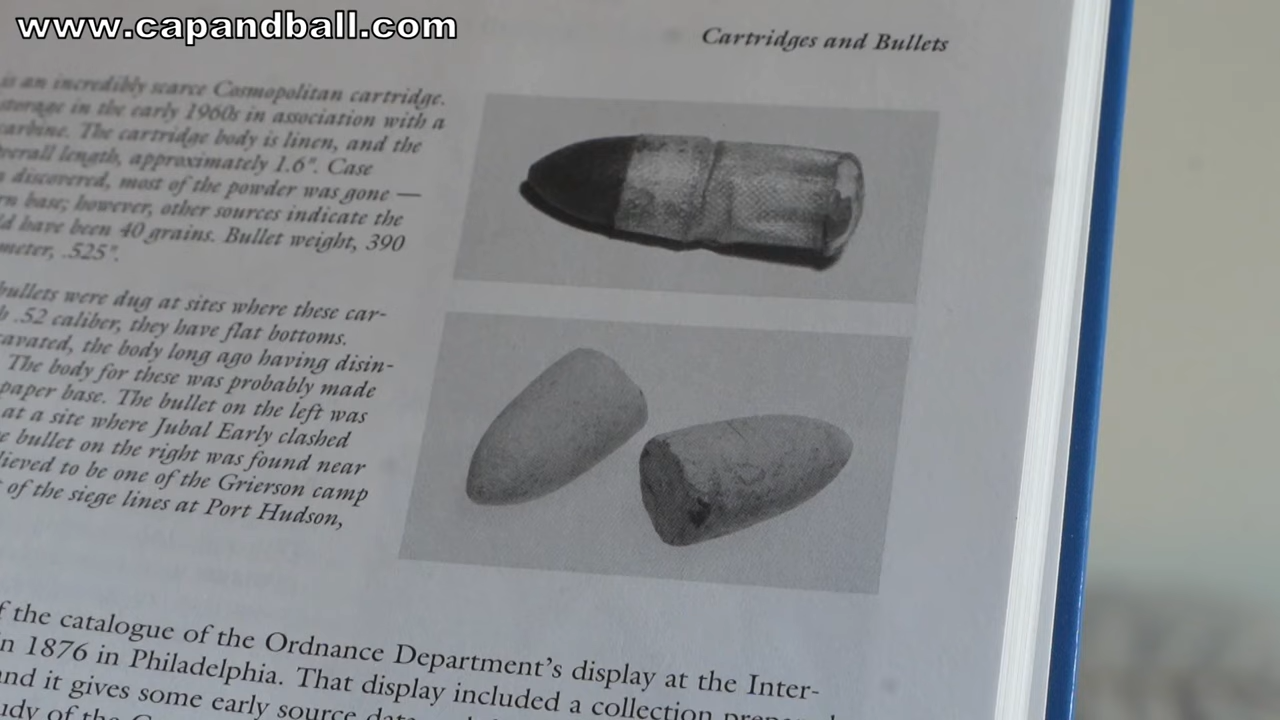 www.capandball.com
Cartridges and Bullets
is an incredibly scarce Cosmopolitan cartridge.
storage in the early 1960s in association with a
carbine. The cartridge body is linen, and the
overall length, approximately 1.6". Case
discovered, most of the powder was gone —
base; however, other sources indicate the
have been 40 grains. Bullet weight, 390
.525".
bullets were dug at sites where these car-
.52 caliber, they have flat bottoms.
the body long ago having disin-
The body for these was probably made
paper base. The bullet on the left was
at a site where Jubal Early clashed
bullet on the right was found near
to be one of the Grierson camp
of the siege lines at Port Hudson,
f the catalogue of the Ordnance Department's display at the Inter-
n 1876 in Philadelphia. That display included a collection
and it gives some early source
of the